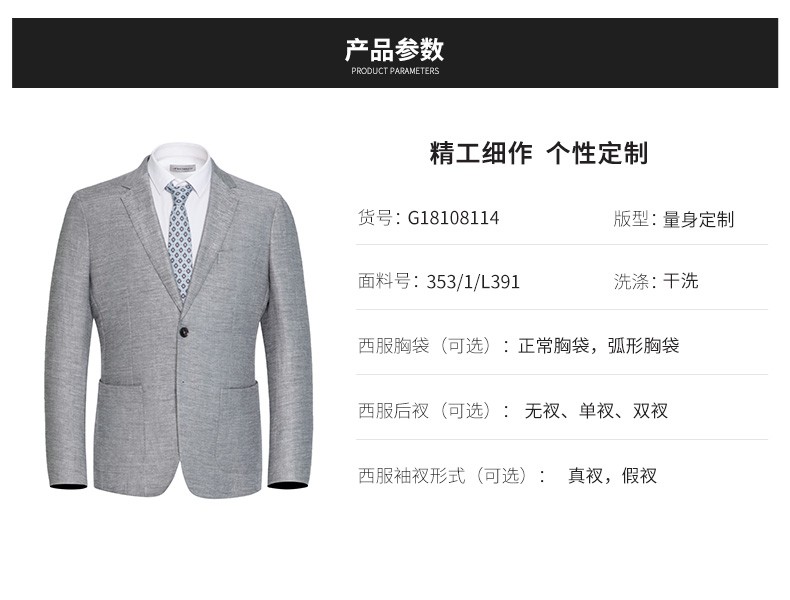 产品参数
PRODUCT PARAMETERS
精工细作 个性定制
货号：G18108114
版型：量身定制
面料号：353/1/L391
洗涤：干洗
西服胸袋（可选）：正常胸袋，弧形胸袋
西服后衩（可选）： 无衩、单衩、双衩
西服袖衩形式（可选）： 真衩，假衩